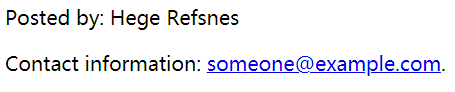 Posted by: Hege Refsnes
Contact information: someone@example.com.